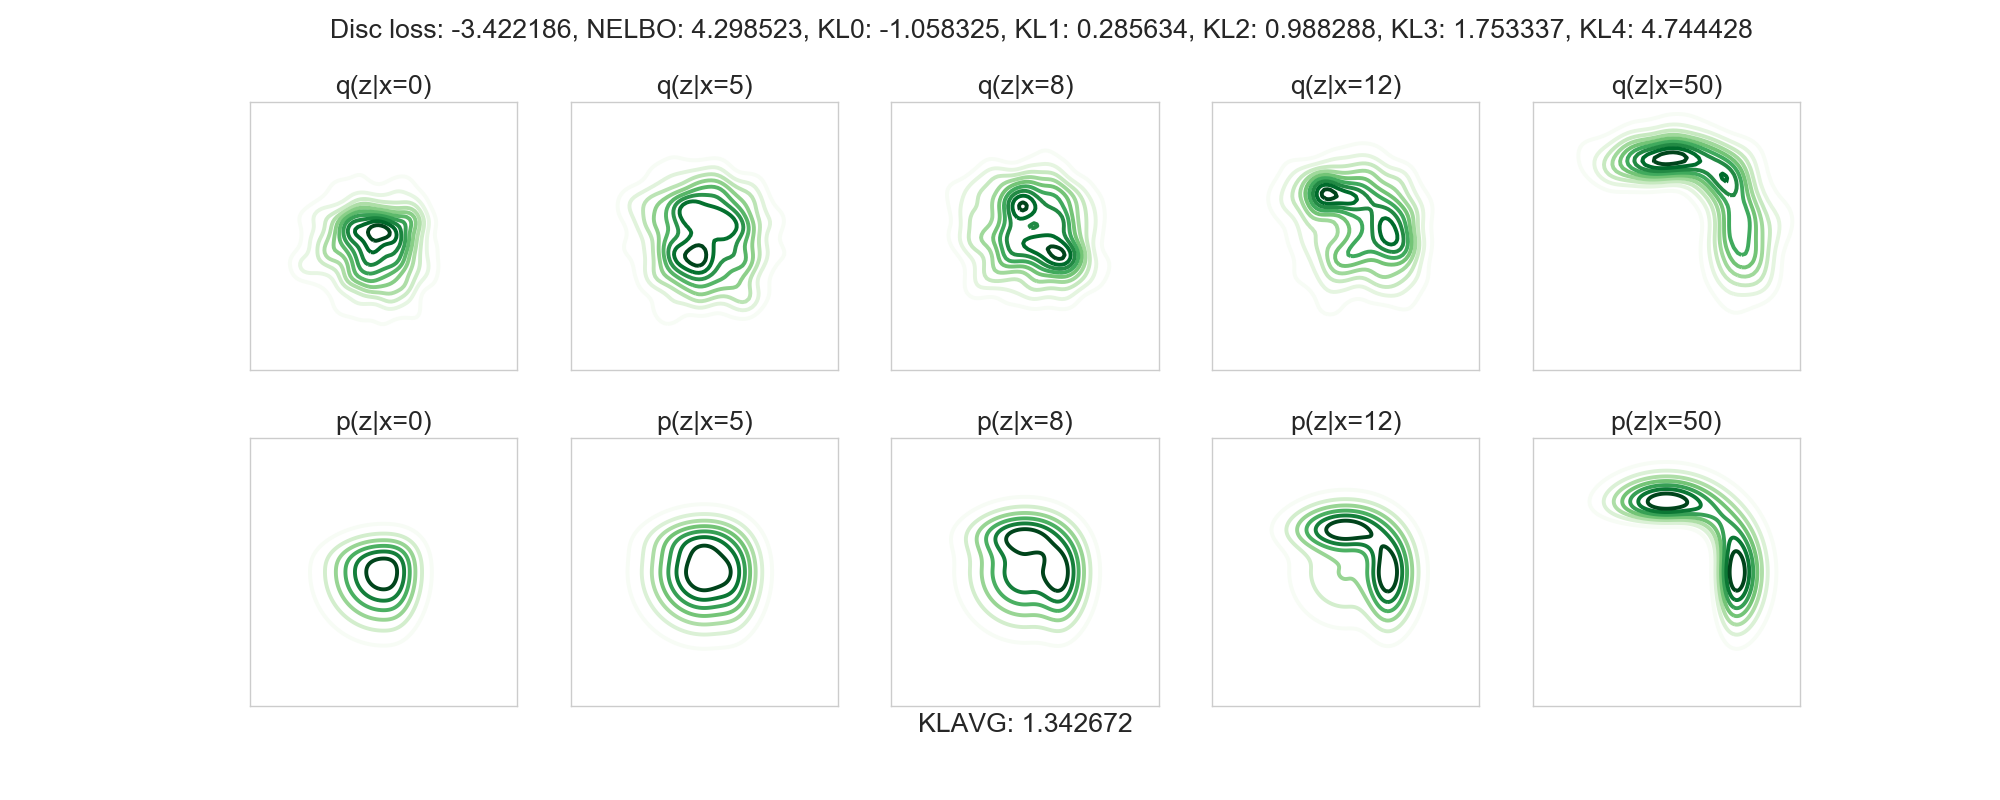 Disc loss: -3.422186, NELBO: 4.298523, KL0: -1.058325, KL1: 0.285634, KL2: 0.988288, KL3: 1.753337, KL4: 4.744428
q(z|x=0) q(z|x=5) q(z|x=8) q(z|x=12) q(z|x=50)
p(z|x=0) p(z|x=5) p(z|x=8) p(z|x=12) p(z|x=50)
KLAVG: 1.342672